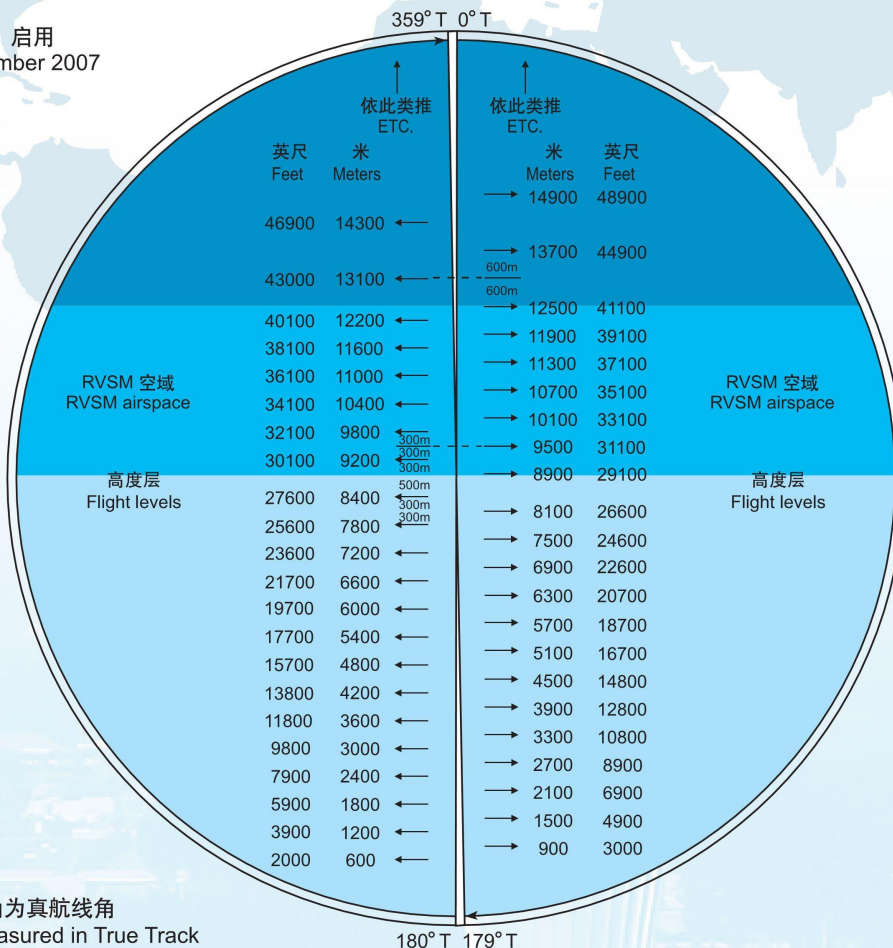 359° T 0° T
启用
mber 2007
依此类推 依此类推
ETC. ETC.
英尺 米 米 英尺
Feet Meters Meters Feet
14900 48900
46900 14300
13700 44900
600m
43000 13100
600m
12500 41100
40100 12200
11900 39100
38100 11600
11300 37100
36100 11000
RVSM 空域 RVSM 空域
RVSM airspace RVSM airspace
10700 35100
34100 10400
10100 33100
32100 9800
300m
9500 31100
300m
30100 9200
300m
8900 29100
高度层 高度层
500m
Flight levels Flight levels
27600 8400
300m
8100 26600
300m
25600 7800
7500 24600
23600 7200
6900 22600
21700 6600
6300 20700
19700 6000
5700 18700
17700 5400
5100 16700
15700 4800
4500 14800
13800 4200
3900 12800
11800 3600
3300 10800
9800 3000
2700 8900
7900 2400
2100 6900
5900 1800
1500 4900
3900 1200
900 3000
2000 600
为真航线角
asured in True Track
180° T 179° T